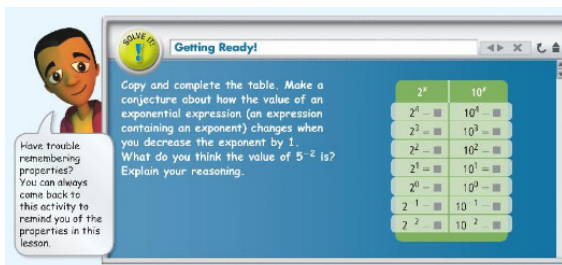 SOLVE IT!
Getting Ready!
Copy and complete the table. Make a
conjecture about how the value of an
exponential expression (an expression
containing an exponent) changes when
you decrease the exponent by 1.
What do you think the value of 5⁻² is?
Explain your reasoning.
Have trouble
remembering
properties?
You can always
come back to
this activity to
remind you of the
properties in this
lesson.
2ˣ 10ˣ
2⁴ = ■ 10⁴ = ■
2³ = ■ 10³ = ■
2² = ■ 10² = ■
2¹ = ■ 10¹ = ■
2⁰ = ■ 10⁰ = ■
2⁻¹ = ■ 10⁻¹ = ■
2⁻² = ■ 10⁻² = ■